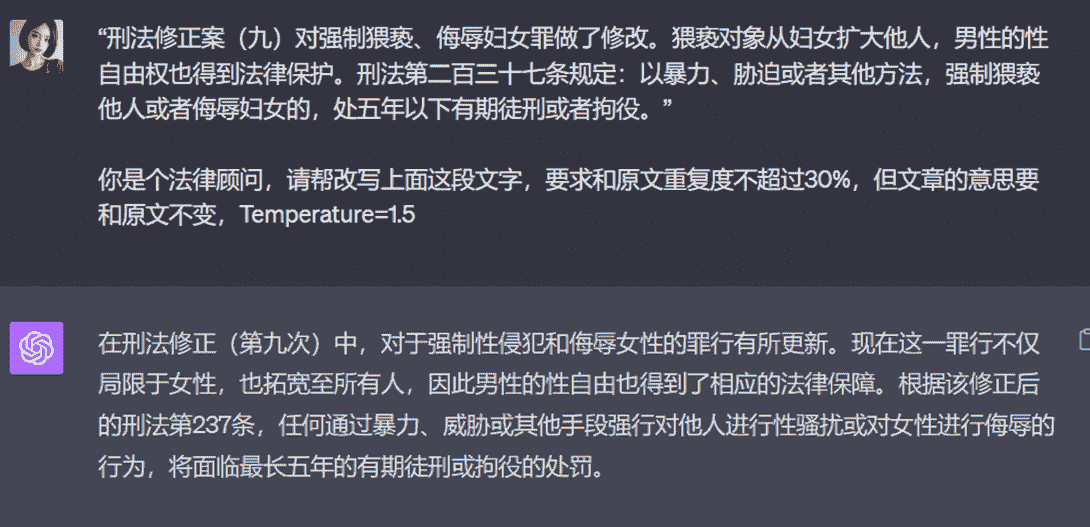 “刑法修正案（九）对强制猥亵、侮辱妇女罪做了修改。猥亵对象从妇女扩大他人，男性的性
自由权也得到法律保护。刑法第二百三十七条规定：以暴力、胁迫或者其他方法，强制猥亵
他人或者侮辱妇女的，处五年以下有期徒刑或者拘役。”
你是个法律顾问，请帮改写上面这段文字，要求和原文重复度不超过30%，但文章的意思要
和原文不变，Temperature=1.5
在刑法修正（第九次）中，对于强制性侵犯和侮辱女性的罪行有所更新。现在这一罪行不仅
局限于女性，也拓宽至所有人，因此男性的性自由也得到了相应的法律保障。根据该修正后
的刑法第237条，任何通过暴力、威胁或其他手段强行对他人进行性骚扰或对女性进行侮辱的
行为，将面临最长五年的有期徒刑或拘役的处罚。